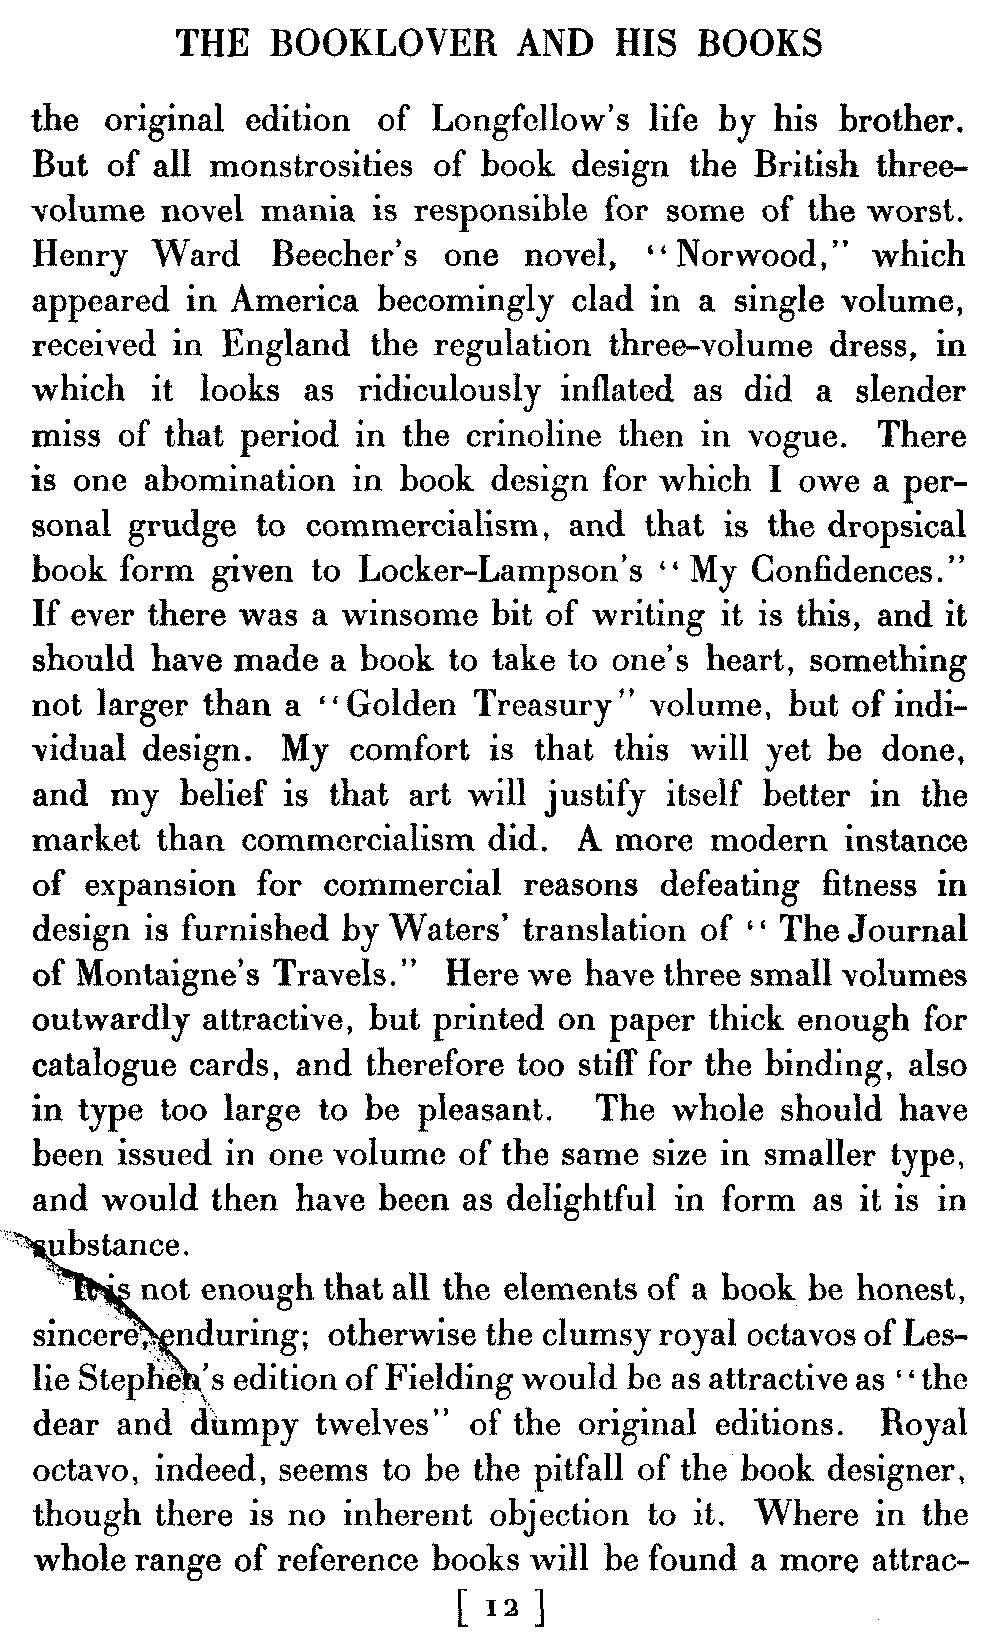 THE BOOKLOVER AND HIS BOOKS
the original edition of Longfellow's life by his brother.
But of all monstrosities of book design the British three-
volume novel mania is responsible for some of the worst.
Henry Ward Beecher's one novel, “Norwood,” which
appeared in America becomingly clad in a single volume,
received in England the regulation three-volume dress, in
which it looks as ridiculously inflated as did a slender
miss of that period in the crinoline then in vogue. There
is one abomination in book design for which I owe a per-
sonal grudge to commercialism, and that is the dropsical
book form given to Locker-Lampson's “My Confidences.”
If ever there was a winsome bit of writing it is this, and it
should have made a book to take to one's heart, something
not larger than a “Golden Treasury” volume, but of indi-
vidual design. My comfort is that this will yet be done,
and my belief is that art will justify itself better in the
market than commercialism did. A more modern instance
of expansion for commercial reasons defeating fitness in
design is furnished by Waters' translation of “The Journal
of Montaigne's Travels.” Here we have three small volumes
outwardly attractive, but printed on paper thick enough for
catalogue cards, and therefore too stiff for the binding, also
in type too large to be pleasant. The whole should have
been issued in one volume of the same size in smaller type,
and would then have been as delightful in form as it is in
substance.
It is not enough that all the elements of a book be honest,
sincere, enduring; otherwise the clumsy royal octavos of Les-
lie Stephen's edition of Fielding would be as attractive as “the
dear and dumpy twelves” of the original editions. Royal
octavo, indeed, seems to be the pitfall of the book designer,
though there is no inherent objection to it. Where in the
whole range of reference books will be found a more attrac-
[ 12 ]